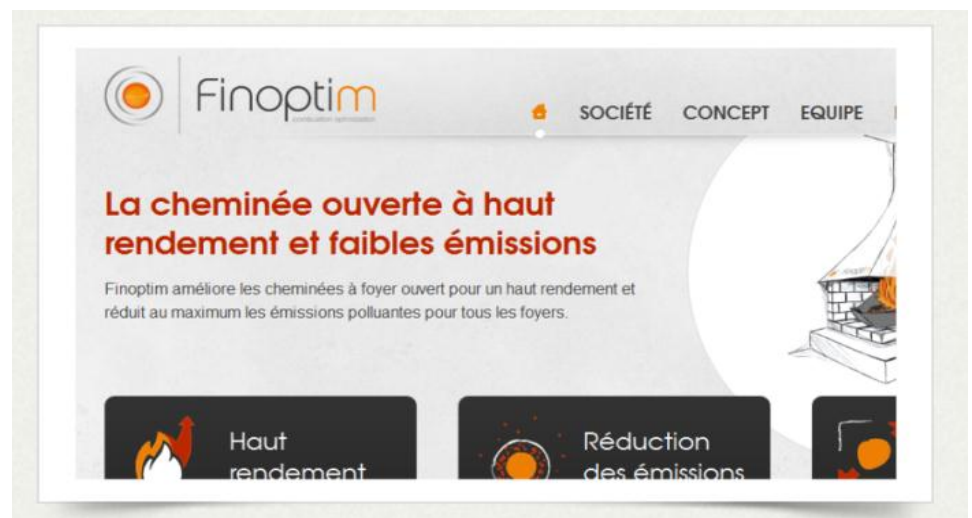 Finoptim
combustion optimization
SOCIÉTÉ CONCEPT EQUIPE
La cheminée ouverte à haut
rendement et faibles émissions
Finoptim améliore les cheminées à foyer ouvert pour un haut rendement et
réduit au maximum les émissions polluantes pour tous les foyers.
Haut
rendement
Réduction
des émissions